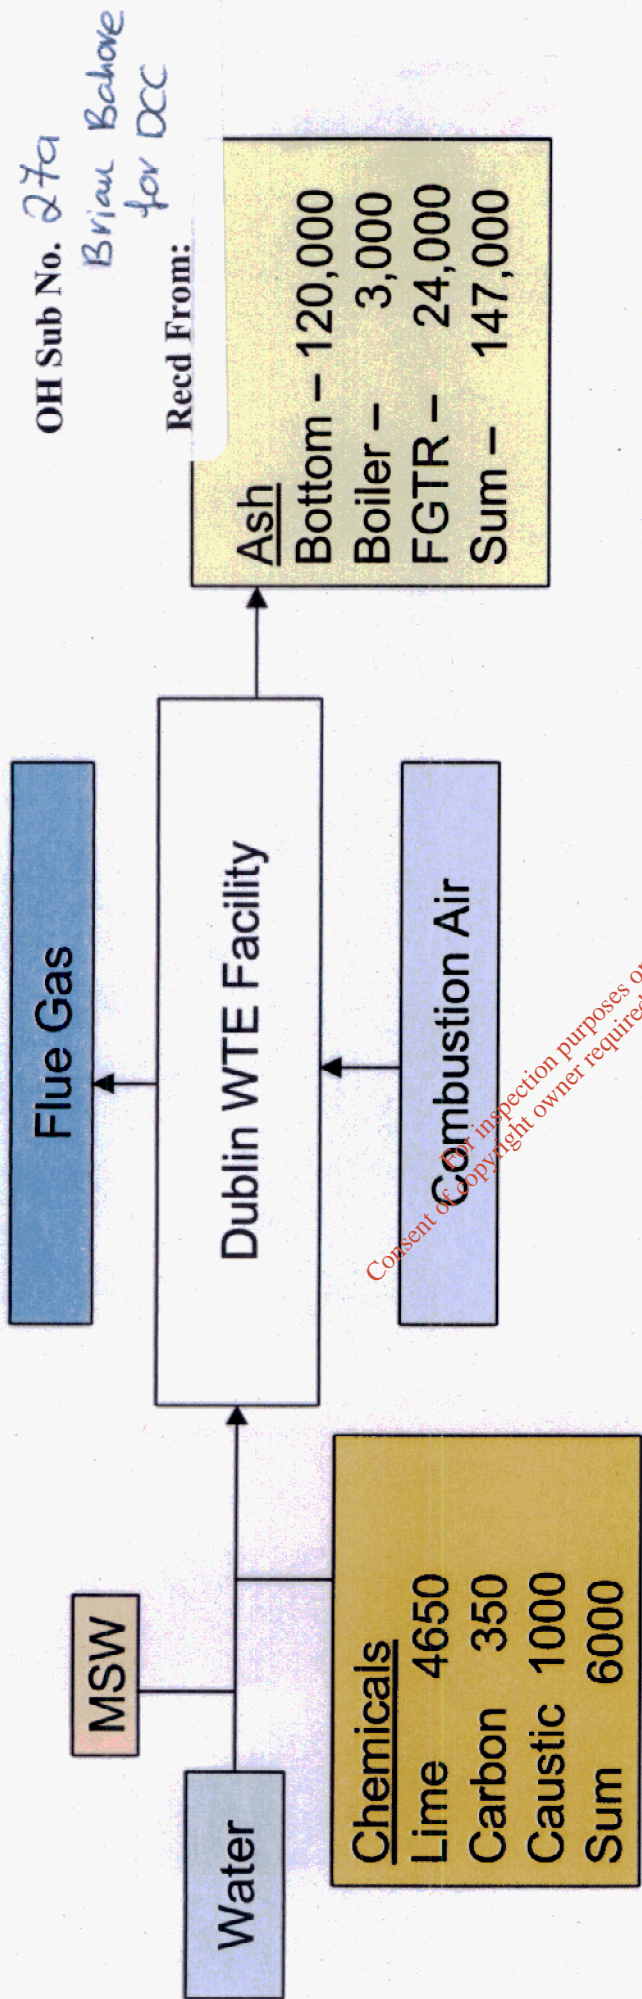 OH Sub No. 27a
Brian Bahore
for DCC
Recd From:
Flue Gas
MSW
Water
Dublin WTE Facility
Ash
Bottom – 120,000
Boiler – 3,000
FGTR – 24,000
Sum – 147,000
Chemicals
Lime 4650
Carbon 350
Caustic 1000
Sum 6000
Combustion Air
For inspection purposes
Consent of copyright owner